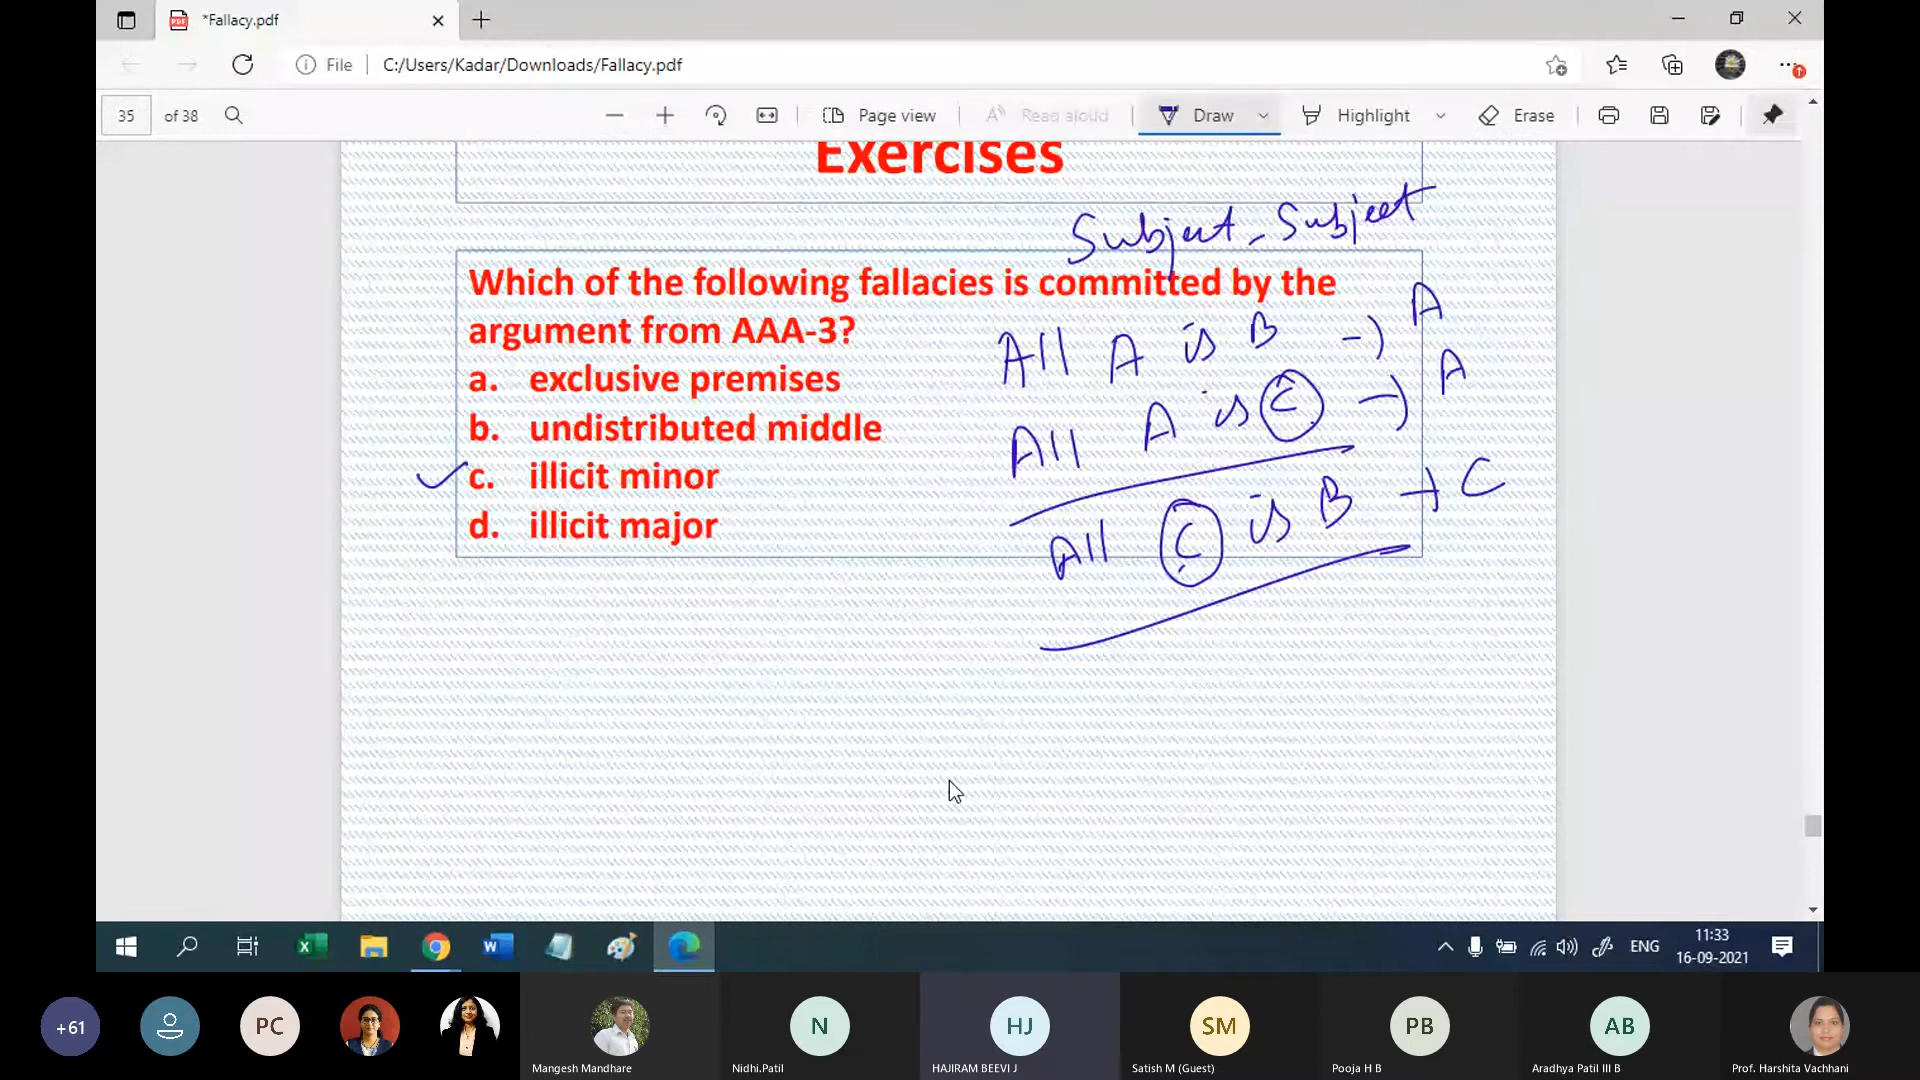 *Fallacy.pdf
File C:/Users/Kadar/Downloads/Fallacy.pdf
35 of 38 Page view Read aloud Draw Highlight Erase
Exercises
Subject - Subject
Which of the following fallacies is committed by the
argument from AAA-3?
a. exclusive premises
b. undistributed middle
c. illicit minor
d. illicit major
All A is B → A
All A is C → A
All C is B → C
ENG
11:33
16-09-2021
+61
PC
N
HJ
SM
PB
AB
Mangesh Mandhare
Nidhi.Patil
HAJIRAM BEEVI J
Satish M (Guest)
Pooja H B
Aradhya Patil III B
Prof. Harshita Vachhani